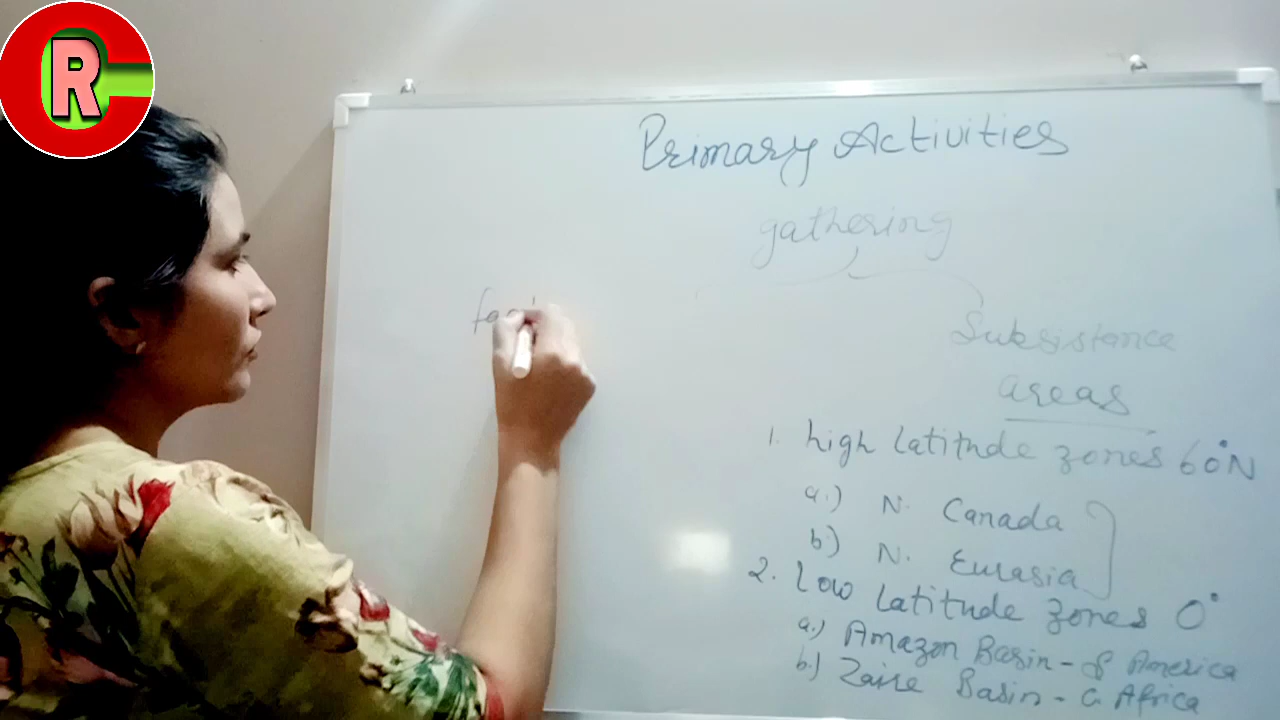 R
Primary Activities
gathering
Subsistance
areas
1. high latitude zones 60°N
a.) N. Canada
b.) N. Eurasia
2. Low latitude zones 0°
a.) Amazon Basin - S America
b.) Zaire Basin - C Africa